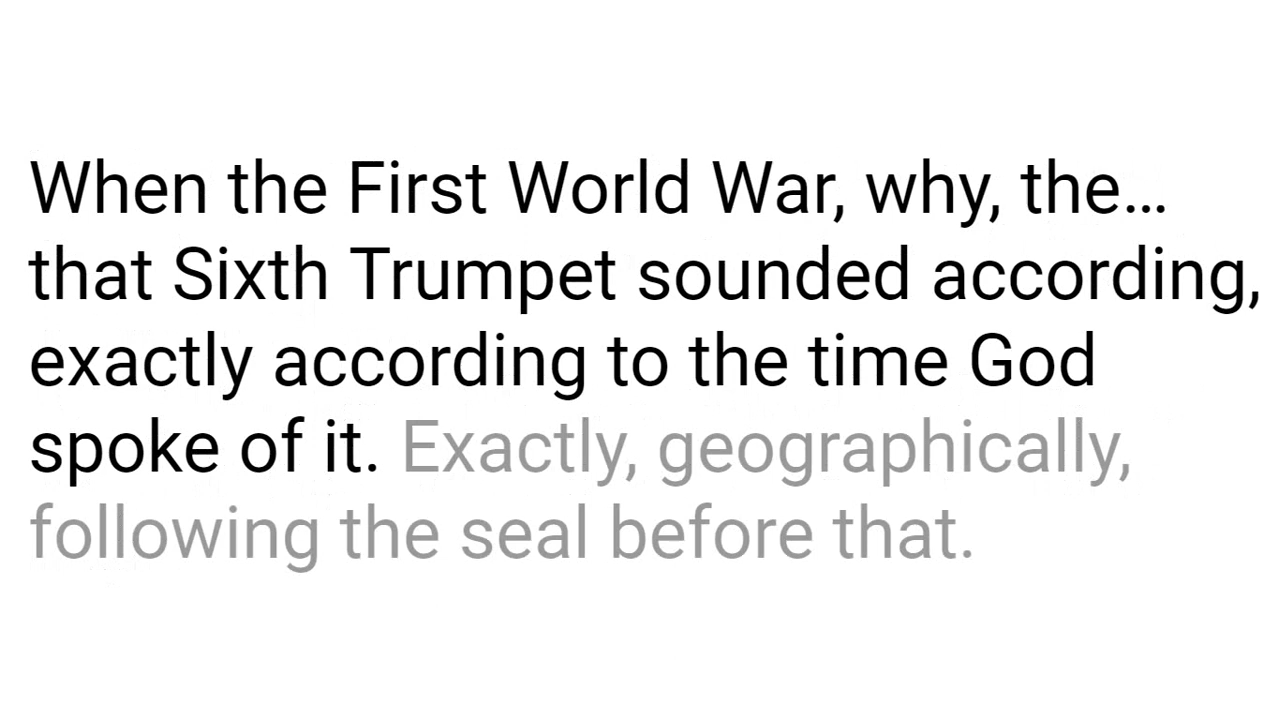 When the First World War, why, the…
that Sixth Trumpet sounded according,
exactly according to the time God
spoke of it. Exactly, geographically,
following the seal before that.